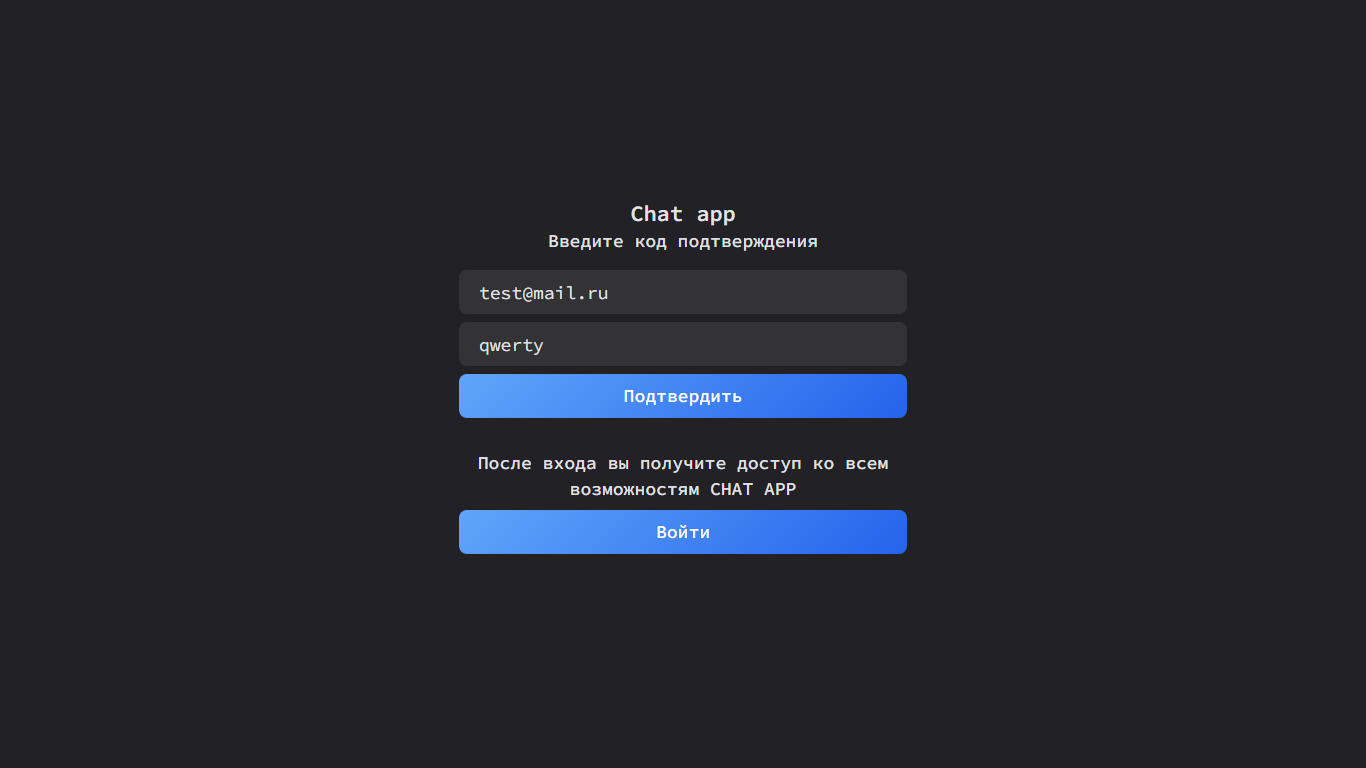 Chat app
Введите код подтверждения
test@mail.ru
qwerty
Подтвердить
После входа вы получите доступ ко всем
возможностям CHAT APP
Войти